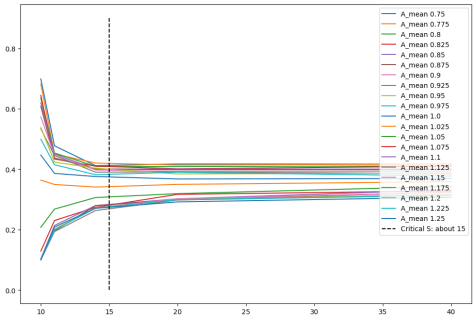 0.8
0.6
0.4
0.2
0.0
10
15
20
25
30
35
40
A_mean 0.75
A_mean 0.775
A_mean 0.8
A_mean 0.825
A_mean 0.85
A_mean 0.875
A_mean 0.9
A_mean 0.925
A_mean 0.95
A_mean 0.975
A_mean 1.0
A_mean 1.025
A_mean 1.05
A_mean 1.075
A_mean 1.1
A_mean 1.125
A_mean 1.15
A_mean 1.175
A_mean 1.2
A_mean 1.225
A_mean 1.25
Critical S: about 15